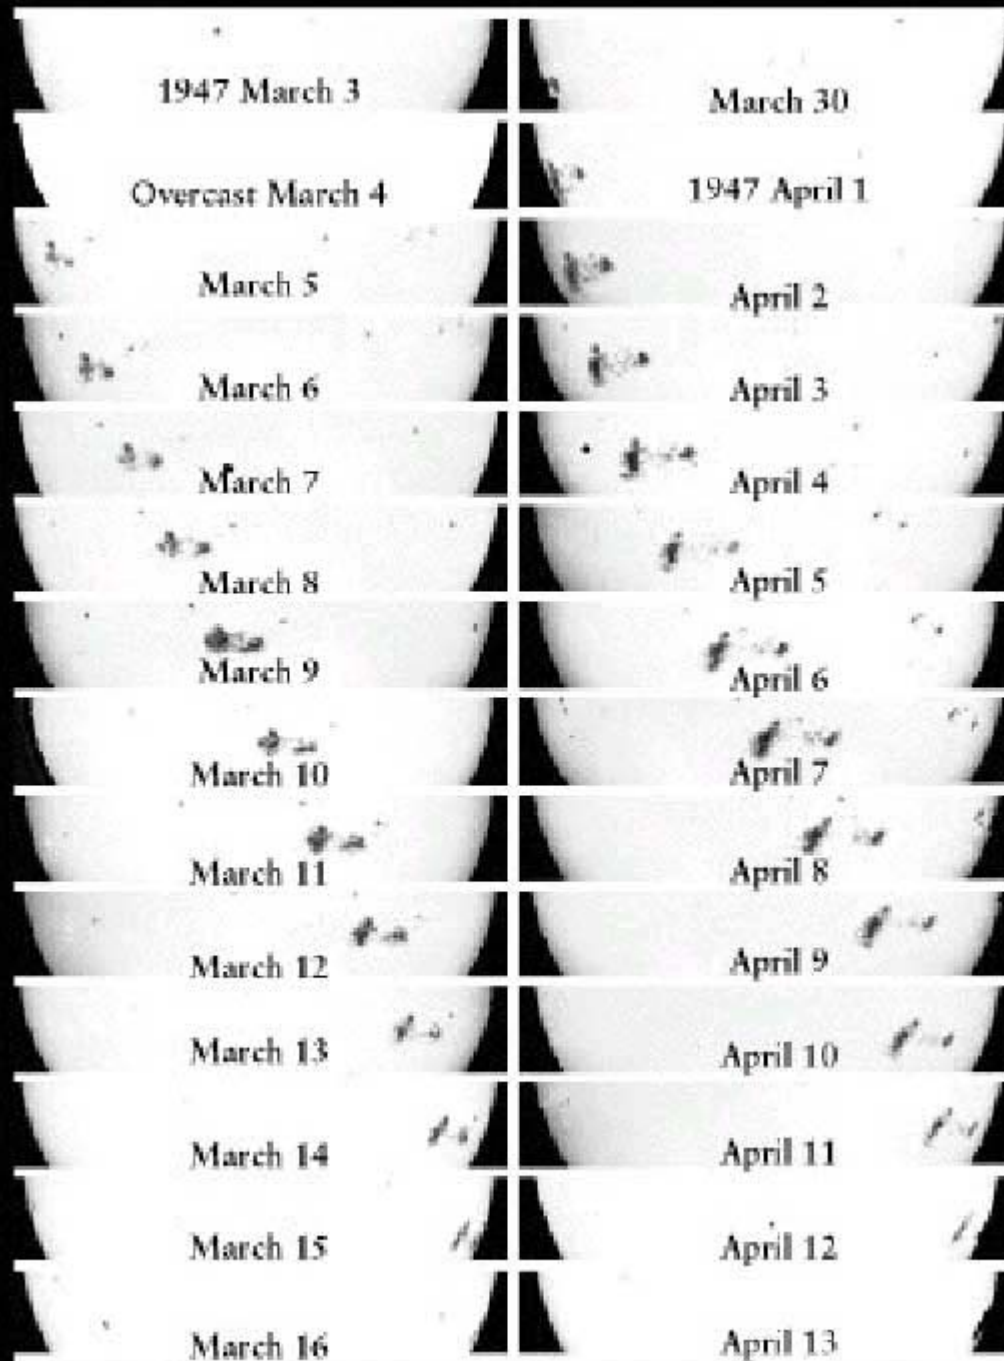 1947 March 3
Overcast March 4
March 5
March 6
March 7
March 8
March 9
March 10
March 11
March 12
March 13
March 14
March 15
March 16
March 30
1947 April 1
April 2
April 3
April 4
April 5
April 6
April 7
April 8
April 9
April 10
April 11
April 12
April 13